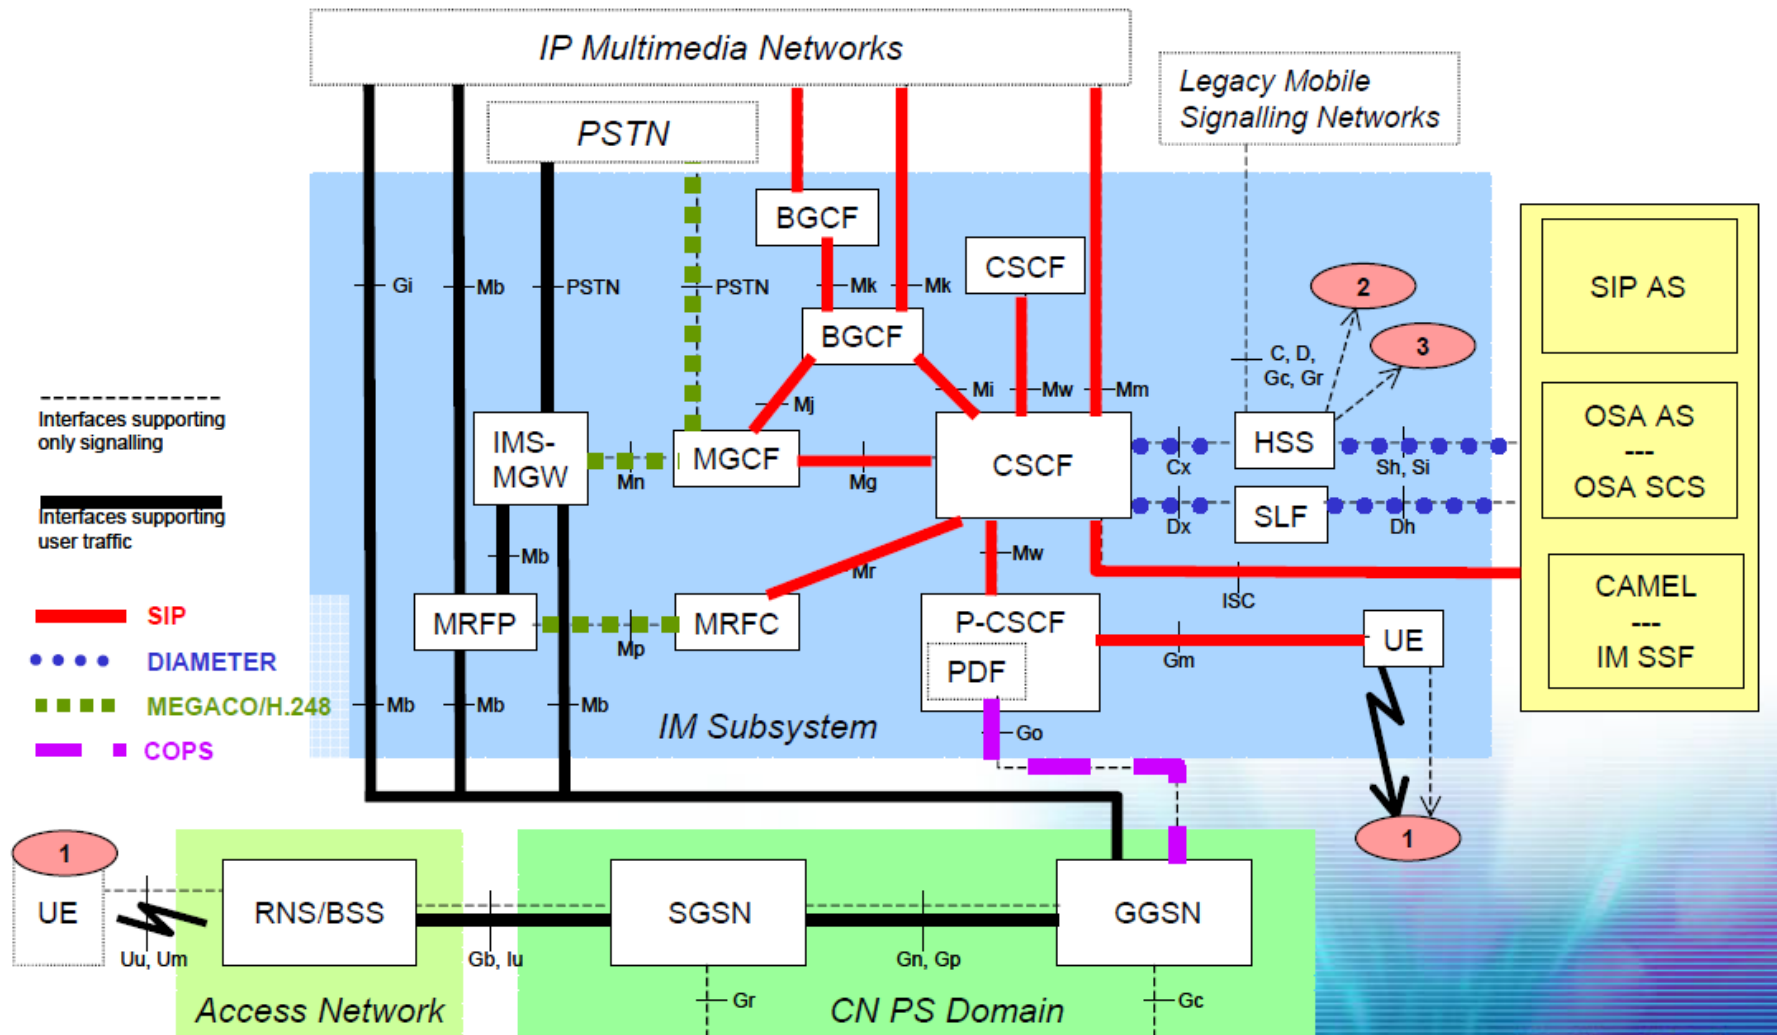 IP Multimedia Networks
Legacy Mobile
Signalling Networks
PSTN
BGCF
CSCF
SIP AS
2
Gi
Mb
PSTN
PSTN
Mk
Mk
BGCF
3
C, D,
Gc, Gr
Mj
Mi
Mw
Mm
Interfaces supporting
only signalling
IMS-
MGW
MGCF
CSCF
HSS
OSA AS
---
OSA SCS
Mn
Mg
Cx
Sh, Si
SLF
Dx
Dh
Interfaces supporting
user traffic
Mb
Mr
Mw
ISC
CAMEL
---
IM SSF
SIP
MRFP
MRFC
P-CSCF
UE
Mp
Gm
DIAMETER
PDF
MEGACO/H.248
Mb
Mb
Mb
IM Subsystem
Go
COPS
1
1
UE
RNS/BSS
SGSN
GGSN
Uu, Um
Gb, Iu
Gn, Gp
Access Network
Gr
CN PS Domain
Gc